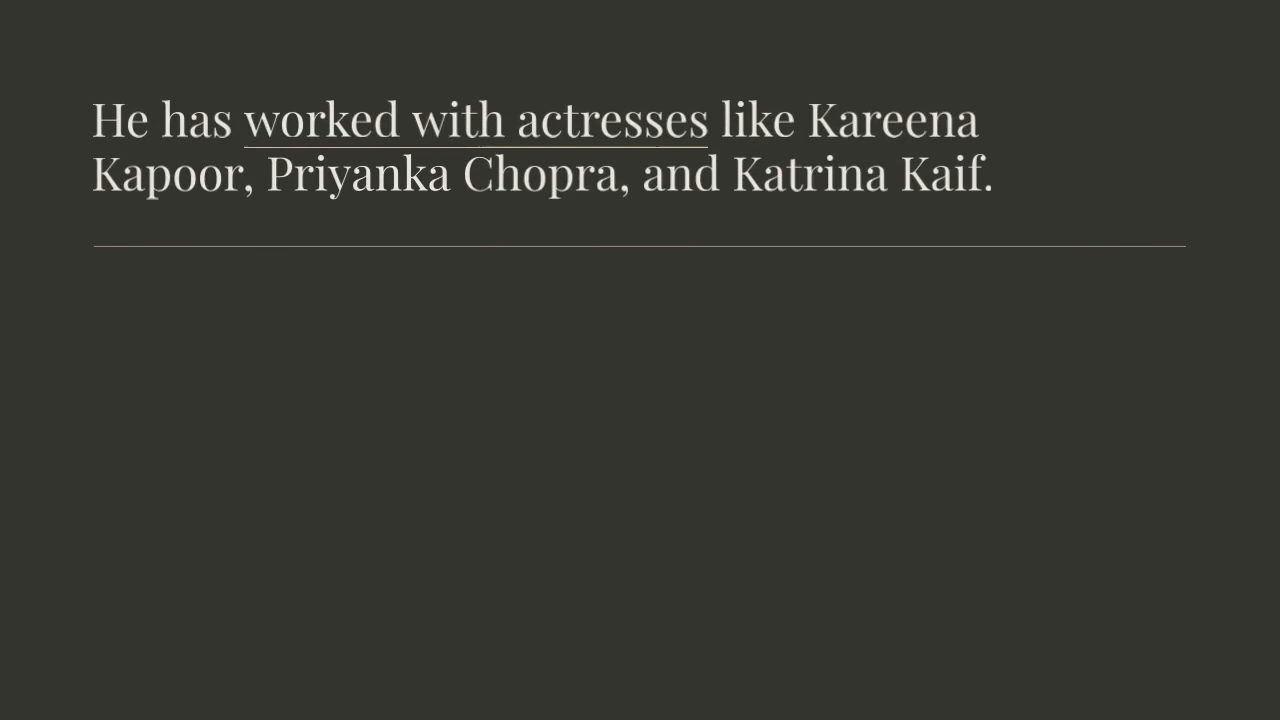 He has worked with actresses like Kareena
Kapoor, Priyanka Chopra, and Katrina Kaif.